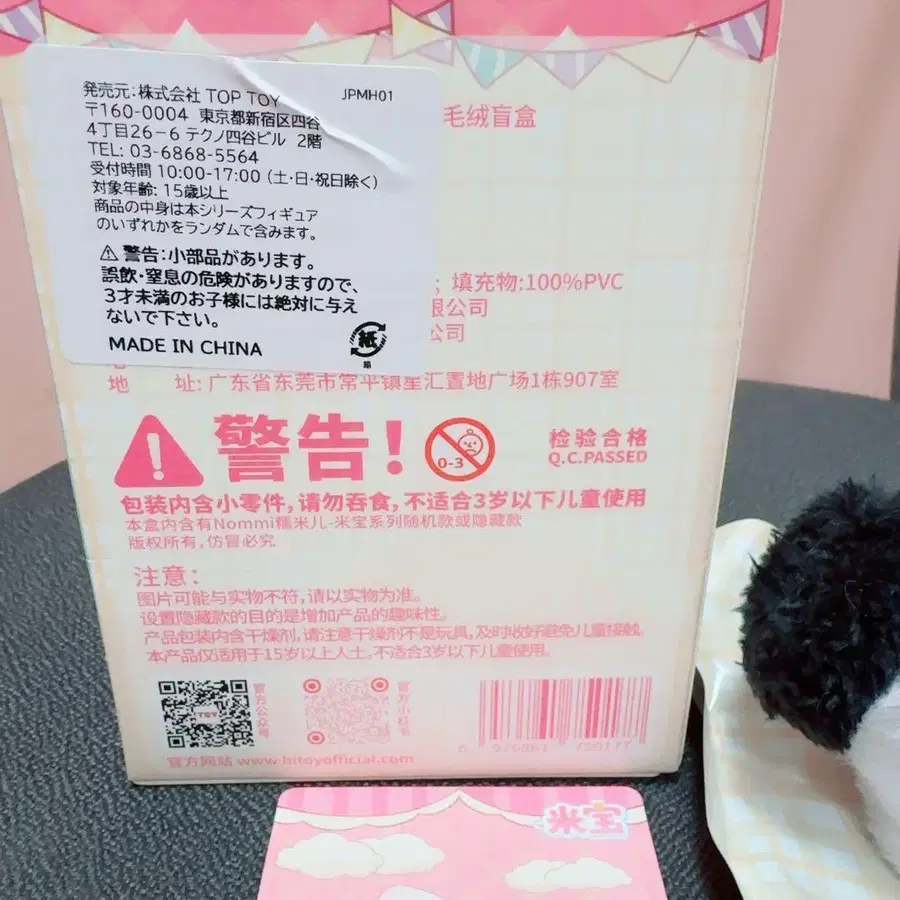 発売元:株式会社 TOP TOY JPMH01
〒160-0004 東京都新宿区四谷
4丁目26-6 テクノ四谷ビル 2階
TEL: 03-6868-5564
受付時間 10:00-17:00 (土・日・祝日除く)
対象年齢: 15歳以上
商品の中身は本シリーズフィギュア
のいずれかをランダムで含みます。
⚠ 警告:小部品があります。
誤飲・窒息の危険がありますので、
3才未満のお子様には絶対に与え
ないで下さい。
MADE IN CHINA
紙
箱
毛绒盲盒
; 填充物:100%PVC
限公司
公司
地 址: 广东省东莞市常平镇星汇置地广场1栋907室
警告!
0-3
检验合格
Q.C.PASSED
包装内含小零件,请勿吞食,不适合3岁以下儿童使用
本盒内含有Nommi糯米儿-米宝系列随机款或隐藏款
版权所有,仿冒必究
注意:
图片可能与实物不符,请以实物为准。
设置隐藏款的目的是增加产品的趣味性。
产品包装内含干燥剂,请注意干燥剂不是玩具,及时收好避免儿童接触。
本产品仅适用于15岁以上人士,不适合3岁以下儿童使用。
TOY
官方公众号
官方小红书
官方网站 www.hitoyofficial.com
米宝